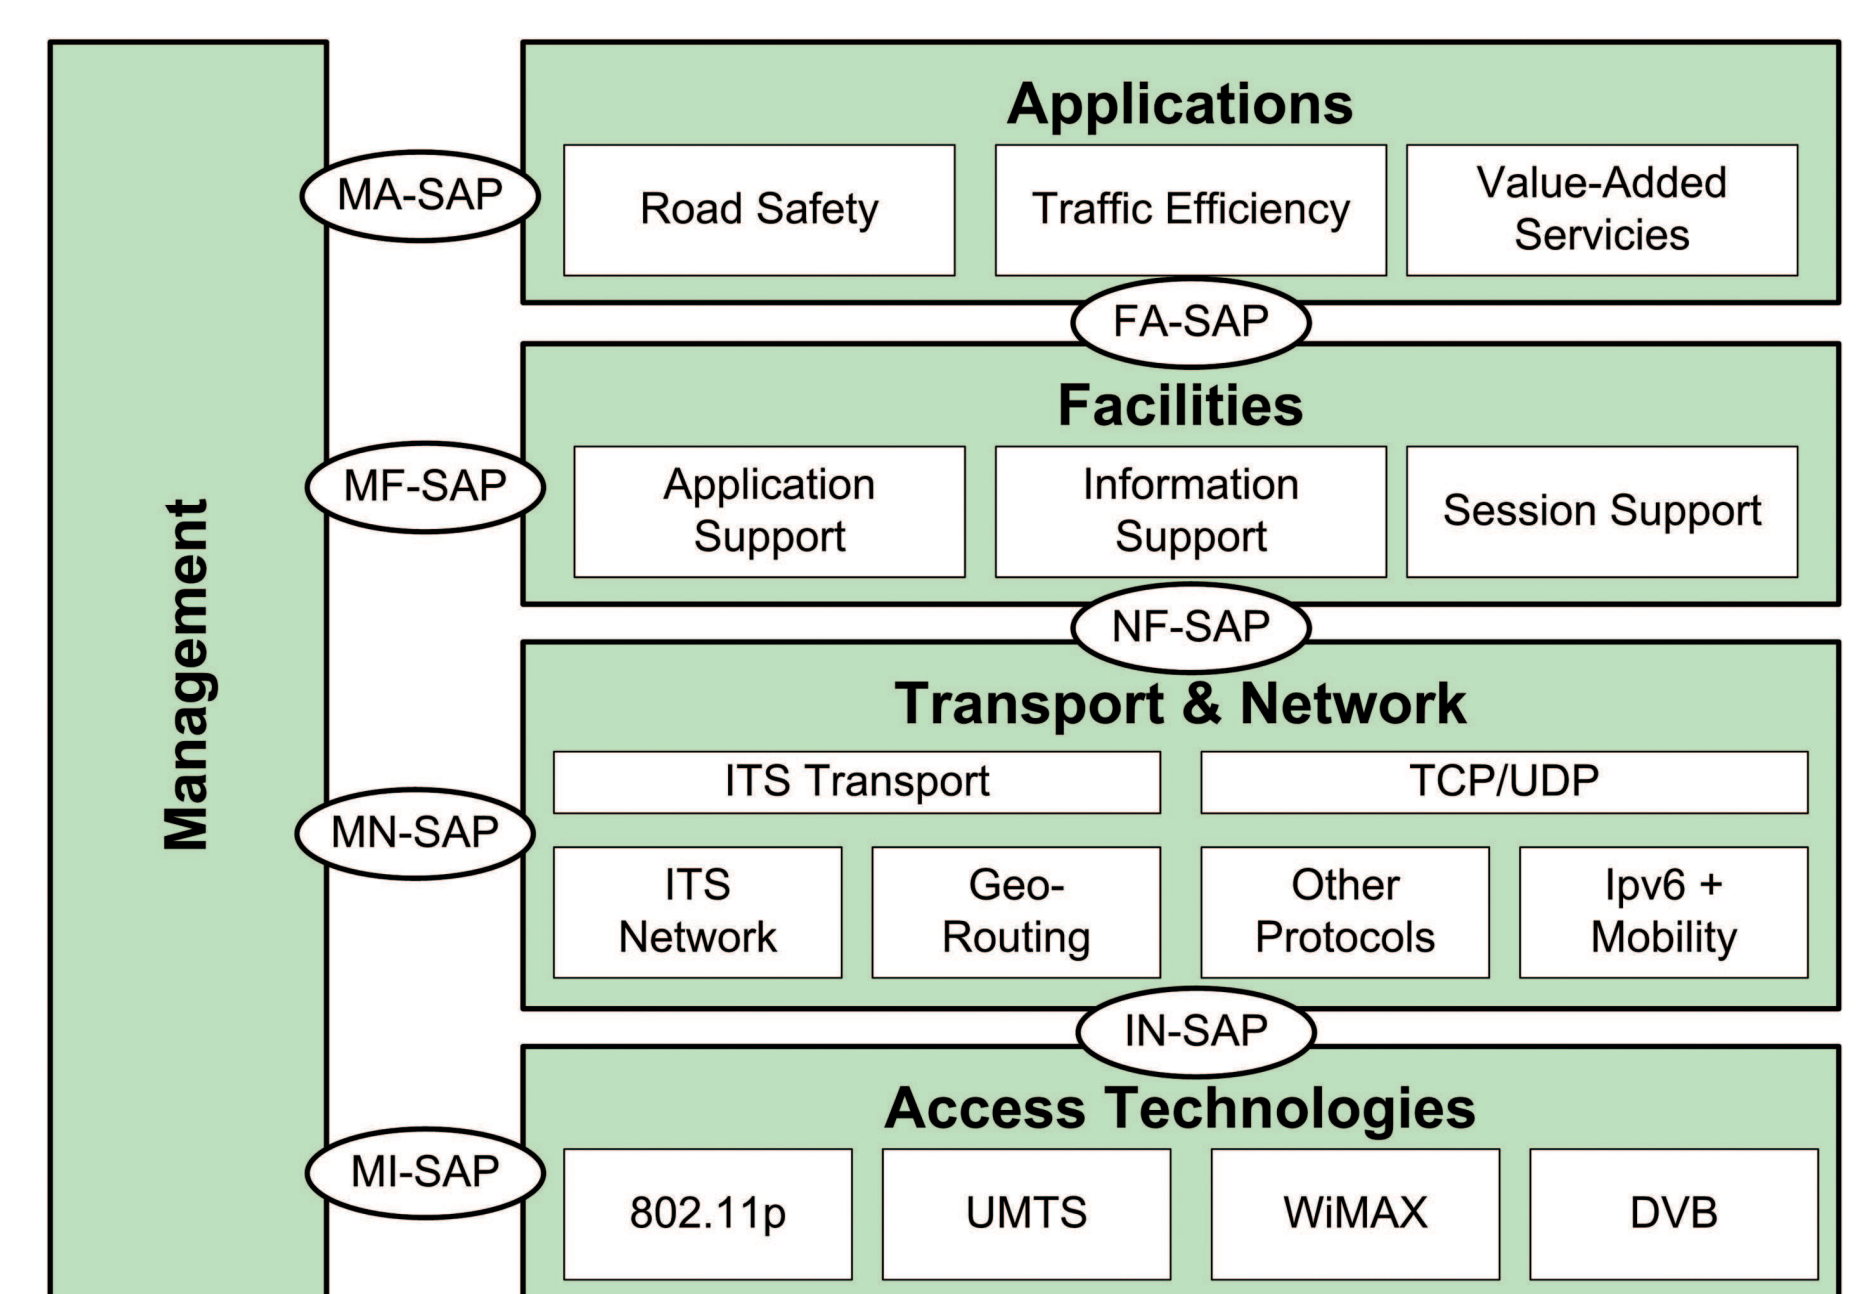 Management
MA-SAP
Applications
Road Safety
Traffic Efficiency
Value-Added
Servicies
FA-SAP
MF-SAP
Facilities
Application
Support
Information
Support
Session Support
NF-SAP
MN-SAP
Transport & Network
ITS Transport
TCP/UDP
ITS
Network
Geo-
Routing
Other
Protocols
Ipv6 +
Mobility
IN-SAP
MI-SAP
Access Technologies
802.11p
UMTS
WiMAX
DVB